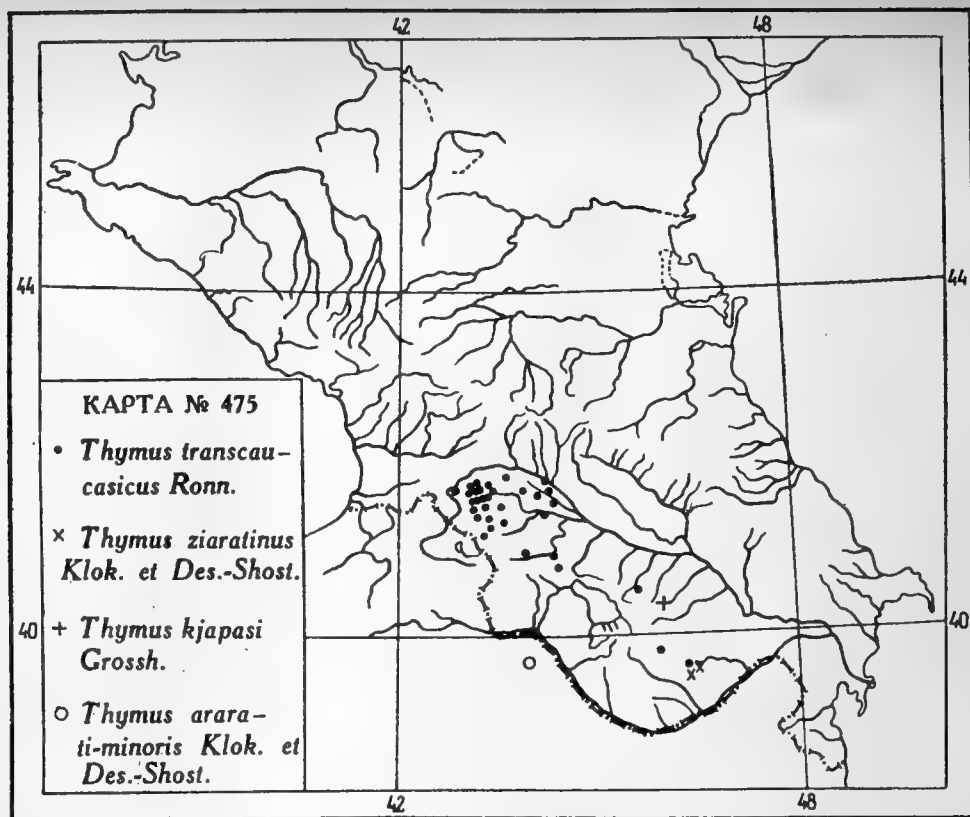 42 48
44 44
КАРТА № 475
• Thymus transcau-
casicus Ronn.
× Thymus ziaratinus
Klok. et Des.-Shost.
+ Thymus kjapasi
Grossh.
○ Thymus arara-
ti-minoris Klok. et
Des.-Shost.
40 40
42 48